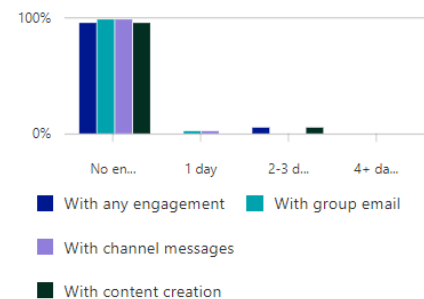 100%
0%
No en...
1 day
2-3 d...
4+ da...
With any engagement
With group email
With channel messages
With content creation